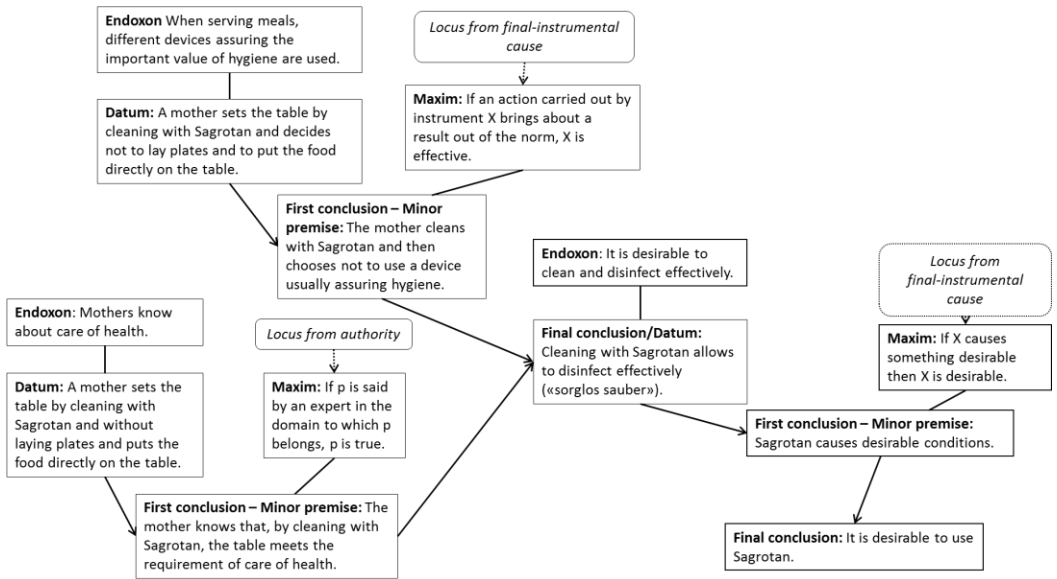 Endoxon When serving meals,
different devices assuring the
important value of hygiene are used.
Locus from final-instrumental
cause
Datum: A mother sets the table by
cleaning with Sagrotan and decides
not to lay plates and to put the food
directly on the table.
Maxim: If an action carried out by
instrument X brings about a
result out of the norm, X is
effective.
First conclusion – Minor
premise: The mother cleans
with Sagrotan and then
chooses not to use a device
usually assuring hygiene.
Endoxon: It is desirable to
clean and disinfect effectively.
Locus from
final-instrumental
cause
Endoxon: Mothers know
about care of health.
Locus from authority
Final conclusion/Datum:
Cleaning with Sagrotan allows
to disinfect effectively
(«sorglos sauber»).
Maxim: If X causes
something desirable
then X is desirable.
Datum: A mother sets the
table by cleaning with
Sagrotan and without
laying plates and puts the
food directly on the table.
Maxim: If p is said
by an expert in the
domain to which p
belongs, p is true.
First conclusion – Minor premise:
Sagrotan causes desirable conditions.
First conclusion – Minor premise: The
mother knows that, by cleaning with
Sagrotan, the table meets the
requirement of care of health.
Final conclusion: It is desirable to use
Sagrotan.